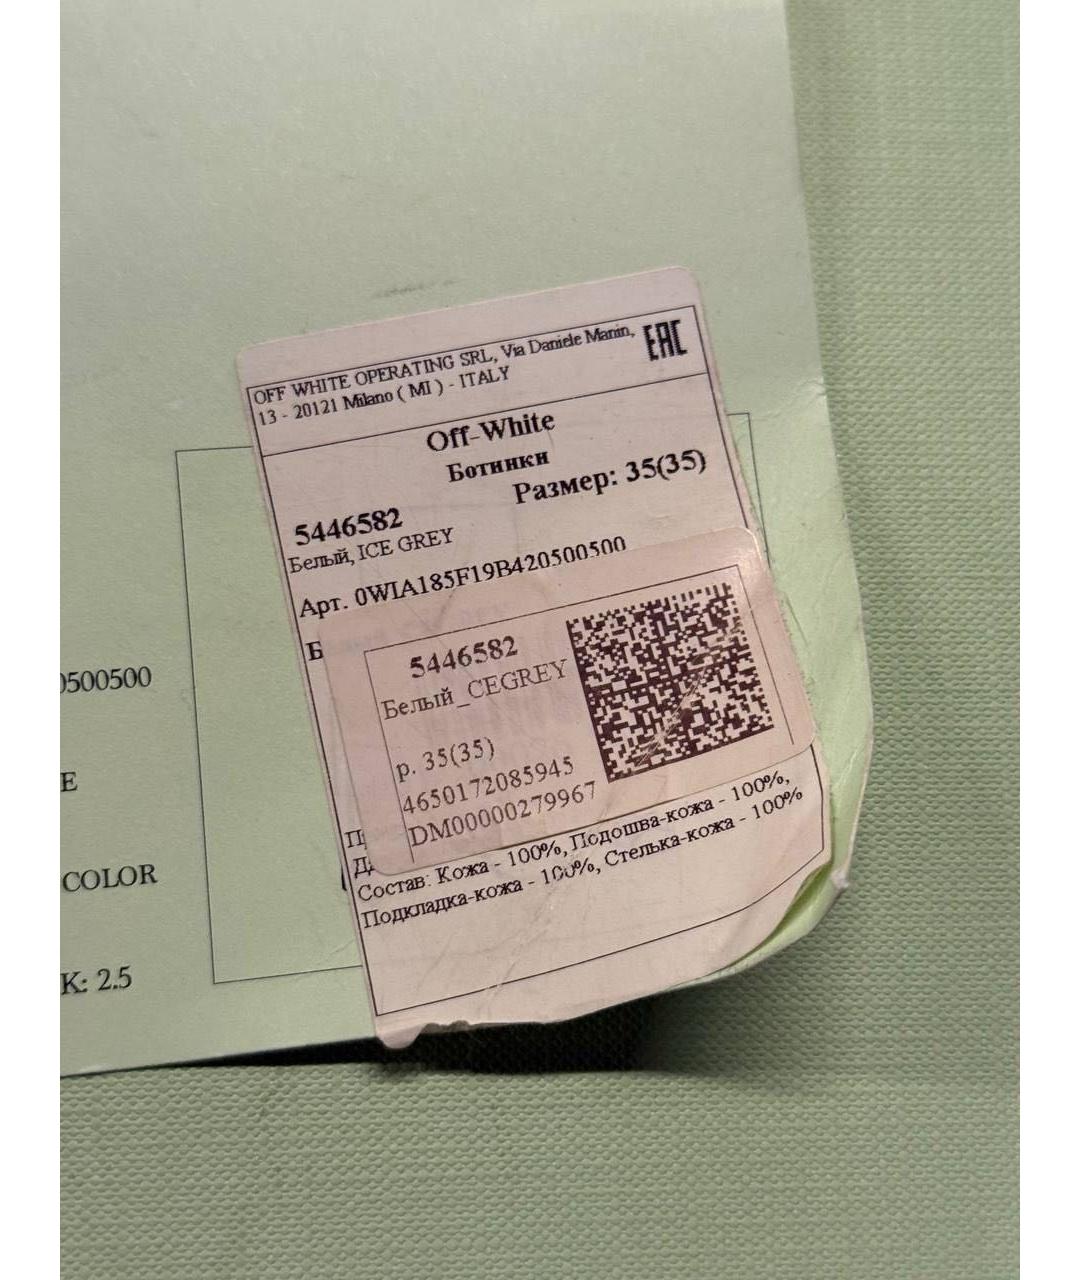 OFF WHITE OPERATING SRL, Via Daniele Manin,
13 - 20121 Milano ( MI ) - ITALY
EAC
Off-White
Ботинки
Размер: 35(35)
5446582
Белый, ICE GREY
Арт. 0WIA185F19B420500500
Б
5446582
Белый_CEGREY
р. 35(35)
4650172085945
DM00000279967
П
Да
Состав: Кожа - 100%, Подошва-кожа - 100%,
Подкладка-кожа - 100%, Стелька-кожа - 100%
0500500
E
COLOR
K: 2.5